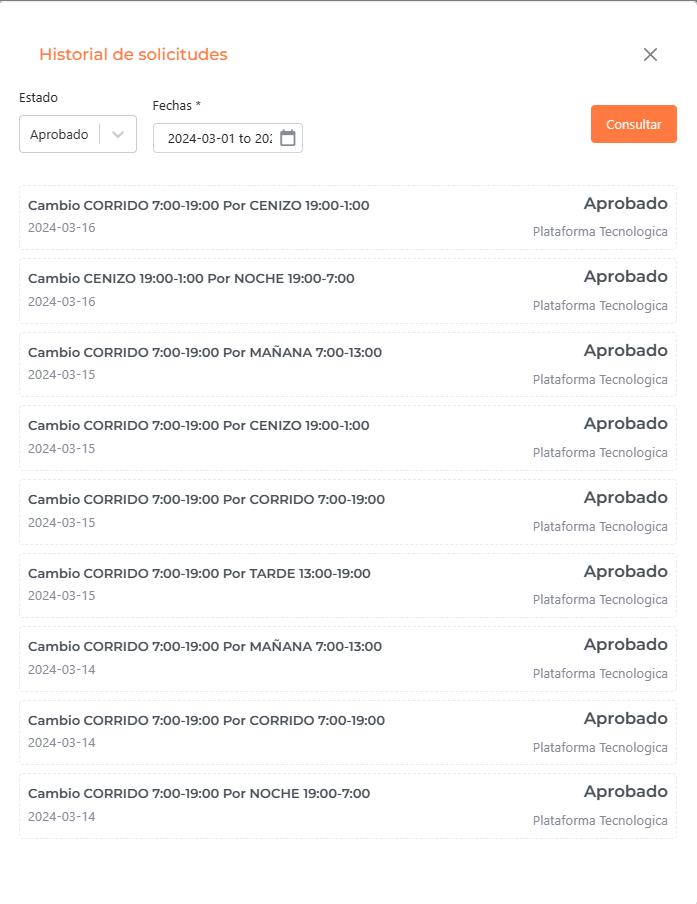 Historial de solicitudes
Estado
Fechas *
Aprobado
2024-03-01 to 202
Consultar
Cambio CORRIDO 7:00-19:00 Por CENIZO 19:00-1:00
Aprobado
2024-03-16
Plataforma Tecnologica
Cambio CENIZO 19:00-1:00 Por NOCHE 19:00-7:00
Aprobado
2024-03-16
Plataforma Tecnologica
Cambio CORRIDO 7:00-19:00 Por MAÑANA 7:00-13:00
Aprobado
2024-03-15
Plataforma Tecnologica
Cambio CORRIDO 7:00-19:00 Por CENIZO 19:00-1:00
Aprobado
2024-03-15
Plataforma Tecnologica
Cambio CORRIDO 7:00-19:00 Por CORRIDO 7:00-19:00
Aprobado
2024-03-15
Plataforma Tecnologica
Cambio CORRIDO 7:00-19:00 Por TARDE 13:00-19:00
Aprobado
2024-03-15
Plataforma Tecnologica
Cambio CORRIDO 7:00-19:00 Por MAÑANA 7:00-13:00
Aprobado
2024-03-14
Plataforma Tecnologica
Cambio CORRIDO 7:00-19:00 Por CORRIDO 7:00-19:00
Aprobado
2024-03-14
Plataforma Tecnologica
Cambio CORRIDO 7:00-19:00 Por NOCHE 19:00-7:00
Aprobado
2024-03-14
Plataforma Tecnologica